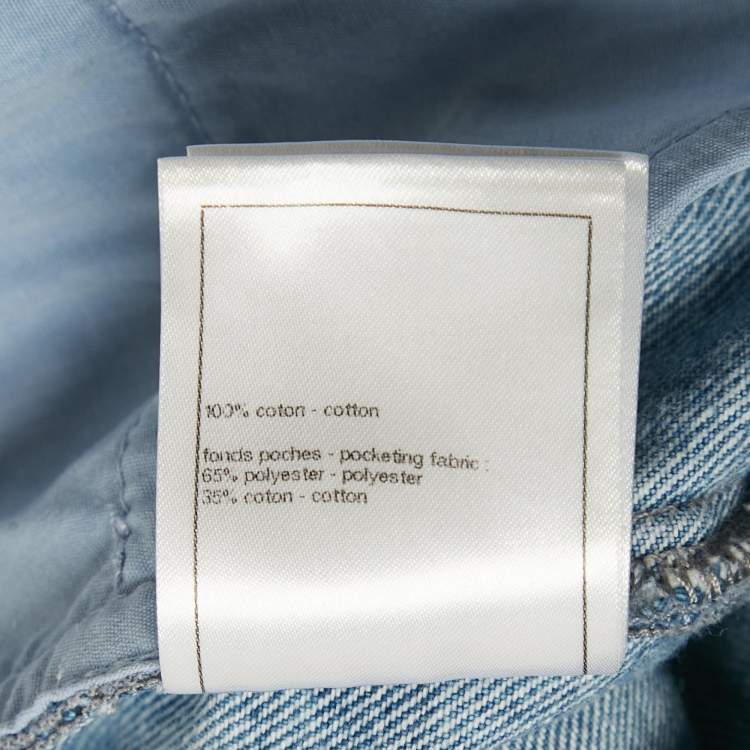 100% coton - cotton
fonds poches - pocketing fabric :
65% polyester - polyester
35% coton - cotton